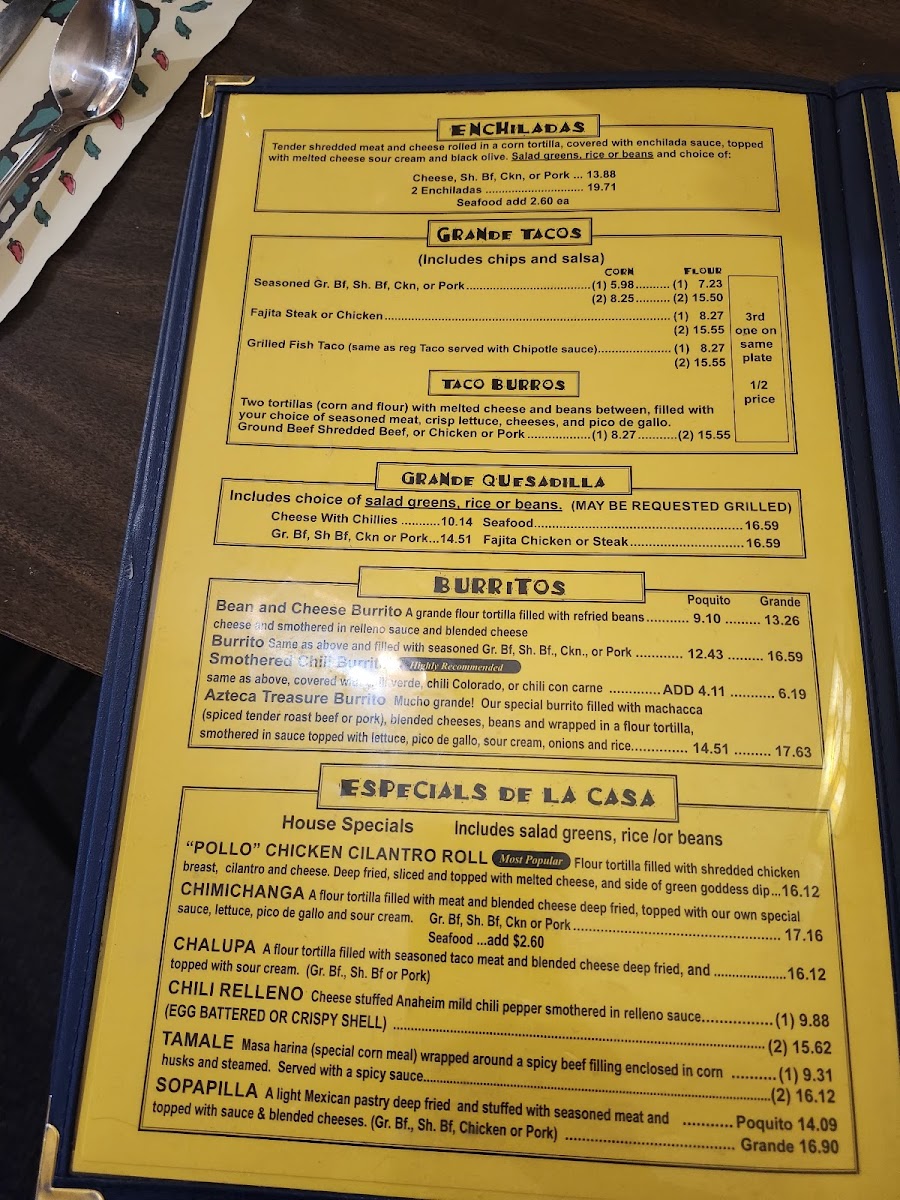 ENCHILADAS
Tender shredded meat and cheese rolled in a corn tortilla, covered with enchilada sauce, topped
with melted cheese sour cream and black olive. Salad greens, rice or beans and choice of:
Cheese, Sh. Bf, Ckn, or Pork ... 13.88
2 Enchiladas .............................. 19.71
Seafood add 2.60 ea
GRANDE TACOS
(Includes chips and salsa)
CORN FLOUR
Seasoned Gr. Bf, Sh. Bf, Ckn, or Pork..............................(1) 5.98..........(1) 7.23
(2) 8.25..........(2) 15.50
Fajita Steak or Chicken.....................................................................(1) 8.27
(2) 15.55
Grilled Fish Taco (same as reg Taco served with Chipotle sauce)......................(1) 8.27
(2) 15.55
3rd
one on
same
plate
1/2
price
TACO BURROS
Two tortillas (corn and flour) with melted cheese and beans between, filled with
your choice of seasoned meat, crisp lettuce, cheeses, and pico de gallo.
Ground Beef Shredded Beef, or Chicken or Pork..................(1) 8.27...........(2) 15.55
GRANDE QUESADILLA
Includes choice of salad greens, rice or beans. (MAY BE REQUESTED GRILLED)
Cheese With Chillies ...........10.14 Seafood......................................................16.59
Gr. Bf, Sh Bf, Ckn or Pork...14.51 Fajita Chicken or Steak.............................16.59
BURRITOS
Poquito Grande
Bean and Cheese Burrito A grande flour tortilla filled with refried beans........... 9.10 ......... 13.26
cheese and smothered in relleno sauce and blended cheese
Burrito Same as above and filled with seasoned Gr. Bf, Sh. Bf., Ckn., or Pork ............ 12.43 ......... 16.59
Smothered Chili Highly Recommended
same as above, covered verde, chili Colorado, or chili con carne .............ADD 4.11 .......... 6.19
Azteca Treasure Burrito Mucho grande! Our special burrito filled with machacca
(spiced tender roast beef or pork), blended cheeses, beans and wrapped in a flour tortilla,
smothered in sauce topped with lettuce, pico de gallo, sour cream, onions and rice.............. 14.51 ......... 17.63
ESPECIALS DE LA CASA
House Specials Includes salad greens, rice /or beans
"POLLO" CHICKEN CILANTRO ROLL Most Popular Flour tortilla filled with shredded chicken
breast, cilantro and cheese. Deep fried, sliced and topped with melted cheese, and side of green goddess dip...16.12
CHIMICHANGA A flour tortilla filled with meat and blended cheese deep fried, topped with our own special
sauce, lettuce, pico de gallo and sour cream. Gr. Bf, Sh. Bf, Ckn or Pork.................................................. 17.16
Seafood ...add $2.60
CHALUPA A flour tortilla filled with seasoned taco meat and blended cheese deep fried, and ..................16.12
topped with sour cream. (Gr. Bf., Sh. Bf or Pork)
CHILI RELLENO Cheese stuffed Anaheim mild chili pepper smothered in relleno sauce.................(1) 9.88
(EGG BATTERED OR CRISPY SHELL) .......................................................................................(2) 15.62
TAMALE Masa harina (special corn meal) wrapped around a spicy beef filling enclosed in corn ..........(1) 9.31
husks and steamed. Served with a spicy sauce.................................................................................(2) 16.12
SOPAPILLA A light Mexican pastry deep fried and stuffed with seasoned meat and ...........Poquito 14.09
topped with sauce & blended cheeses. (Gr. Bf., Sh. Bf, Chicken or Pork) ....................................... Grande 16.90